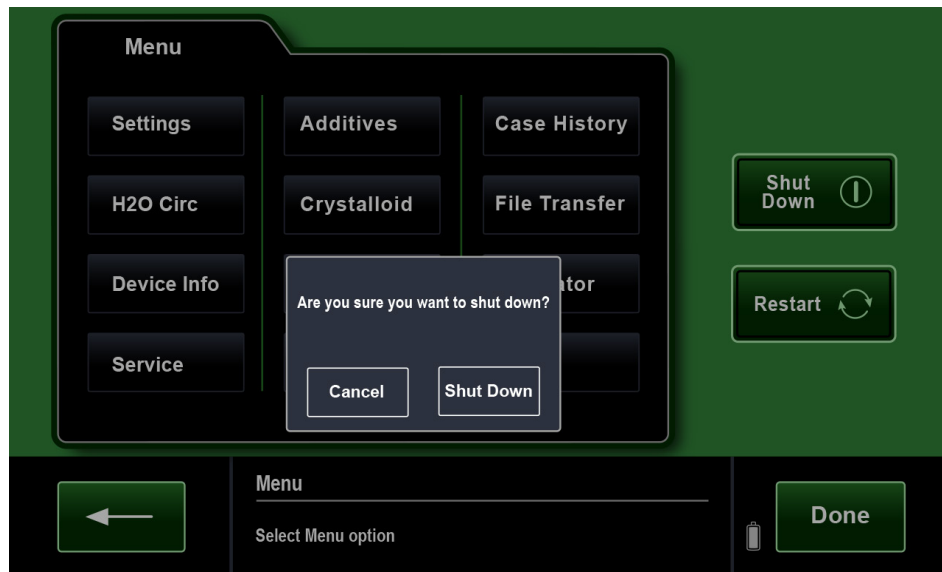 Menu
Settings
Additives
Case History
H2O Circ
Crystalloid
File Transfer
Device Info
Service
Are you sure you want to shut down?
Cancel
Shut Down
Shut
Down
Restart
Menu
Select Menu option
Done